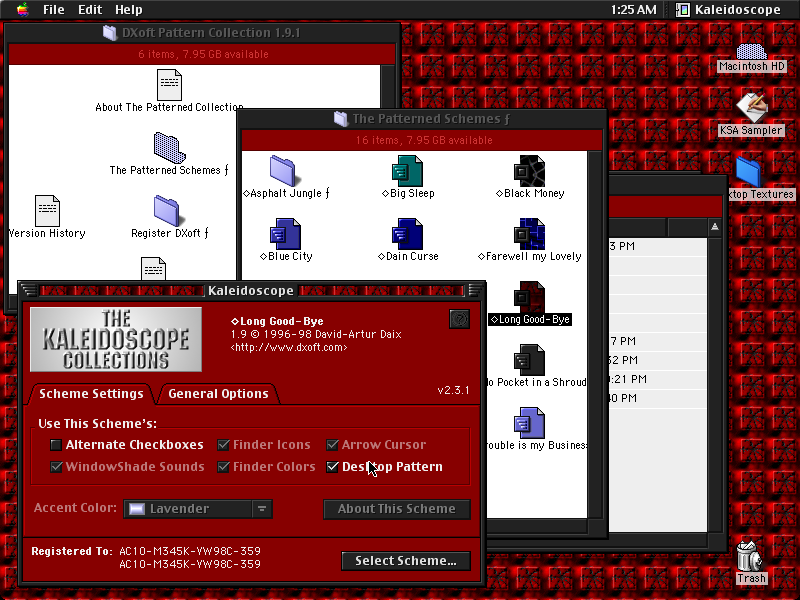 File Edit Help
1:25 AM
Kaleidoscope
DXoft Pattern Collection 1.9.1
6 items, 7.95 GB available
About The Patterned Collection
The Patterned Schemes ƒ
Version History
Register DXoft ƒ
The Patterned Schemes ƒ
16 items, 7.95 GB available
◇Asphalt Jungle ƒ
◇Big Sleep
◇Black Money
◇Blue City
◇Dain Curse
◇Farewell my Lovely
◇Long Good-Bye
No Pocket in a Shroud
rouble is my Business
3 PM
7 PM
32 PM
0:21 PM
40 PM
Macintosh HD
KSA Sampler
ktop Textures
Trash
Kaleidoscope
THE
KALEIDOSCOPE
COLLECTIONS
◇Long Good-Bye
1.9 © 1996-98 David-Artur Daix
<http://www.dxoft.com>
?
v2.3.1
Scheme Settings
General Options
Use This Scheme's:
Alternate Checkboxes
Finder Icons
Arrow Cursor
WindowShade Sounds
Finder Colors
Desktop Pattern
Accent Color:
Lavender
About This Scheme
Registered To: AC10-M345K-YW98C-359
AC10-M345K-YW98C-359
Select Scheme...